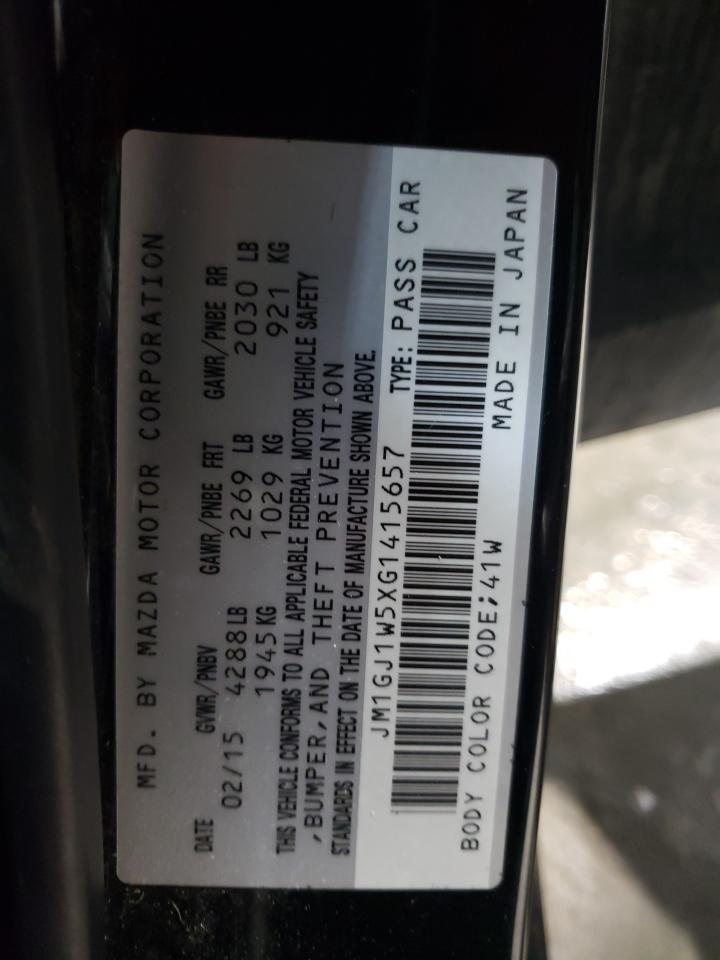 MFD. BY MAZDA MOTOR CORPORATION
DATE GVWR/PNBV GAWR/PNBE FRT GAWR/PNBE RR
02/15 4288LB 2269 LB 2030 LB
1945KG 1029 KG 921 KG
THIS VEHICLE CONFORMS TO ALL APPLICABLE FEDERAL MOTOR VEHICLE SAFETY
,BUMPER,AND THEFT PREVENTION
STANDARDS IN EFFECT ON THE DATE OF MANUFACTURE SHOWN ABOVE.
JM1GJ1W5XG1415657 TYPE: PASS CAR
BODY COLOR CODE;41W MADE IN JAPAN